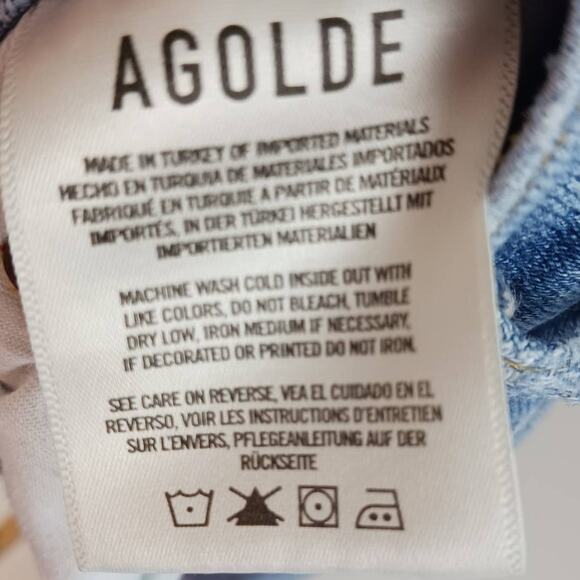 AGOLDE
MADE IN TURKEY OF IMPORTED MATERIALS
HECHO EN TURQUIA DE MATERIALES IMPORTADOS
FABRIQUÉ EN TURQUIE A PARTIR DE MATÉRIAUX
IMPORTÉS, IN DER TÜRKEI HERGESTELLT MIT
IMPORTIERTEN MATERIALIEN
MACHINE WASH COLD INSIDE OUT WITH
LIKE COLORS, DO NOT BLEACH, TUMBLE
DRY LOW, IRON MEDIUM IF NECESSARY,
IF DECORATED OR PRINTED DO NOT IRON.
SEE CARE ON REVERSE, VEA EL CUIDADO EN EL
REVERSO, VOIR LES INSTRUCTIONS D'ENTRETIEN
SUR L'ENVERS, PFLEGEANLEITUNG AUF DER
RÜCKSEITE